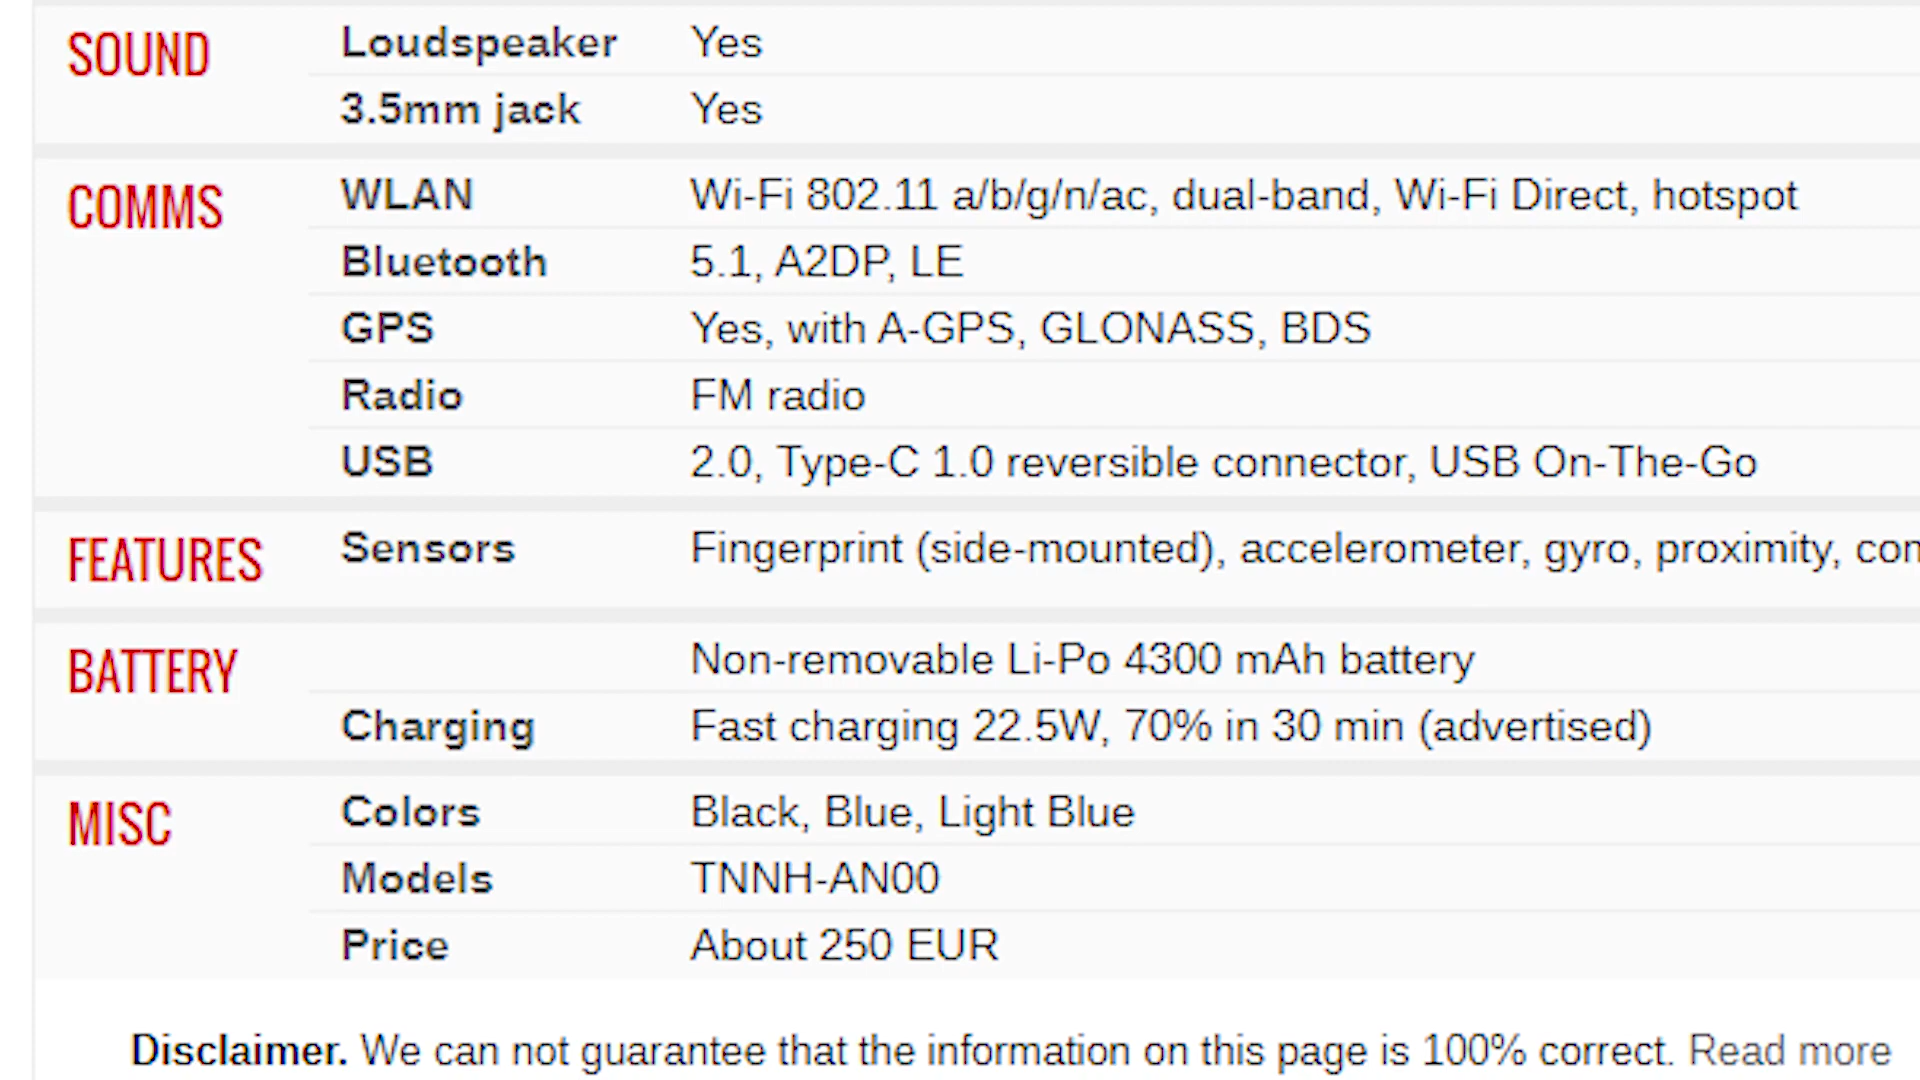 SOUND Loudspeaker Yes
3.5mm jack Yes
COMMS WLAN Wi-Fi 802.11 a/b/g/n/ac, dual-band, Wi-Fi Direct, hotspot
Bluetooth 5.1, A2DP, LE
GPS Yes, with A-GPS, GLONASS, BDS
Radio FM radio
USB 2.0, Type-C 1.0 reversible connector, USB On-The-Go
FEATURES Sensors Fingerprint (side-mounted), accelerometer, gyro, proximity,
BATTERY Non-removable Li-Po 4300 mAh battery
Charging Fast charging 22.5W, 70% in 30 min (advertised)
MISC Colors Black, Blue, Light Blue
Models TNNH-AN00
Price About 250 EUR
Disclaimer. We can not guarantee that the information on this page is 100% correct. Read more